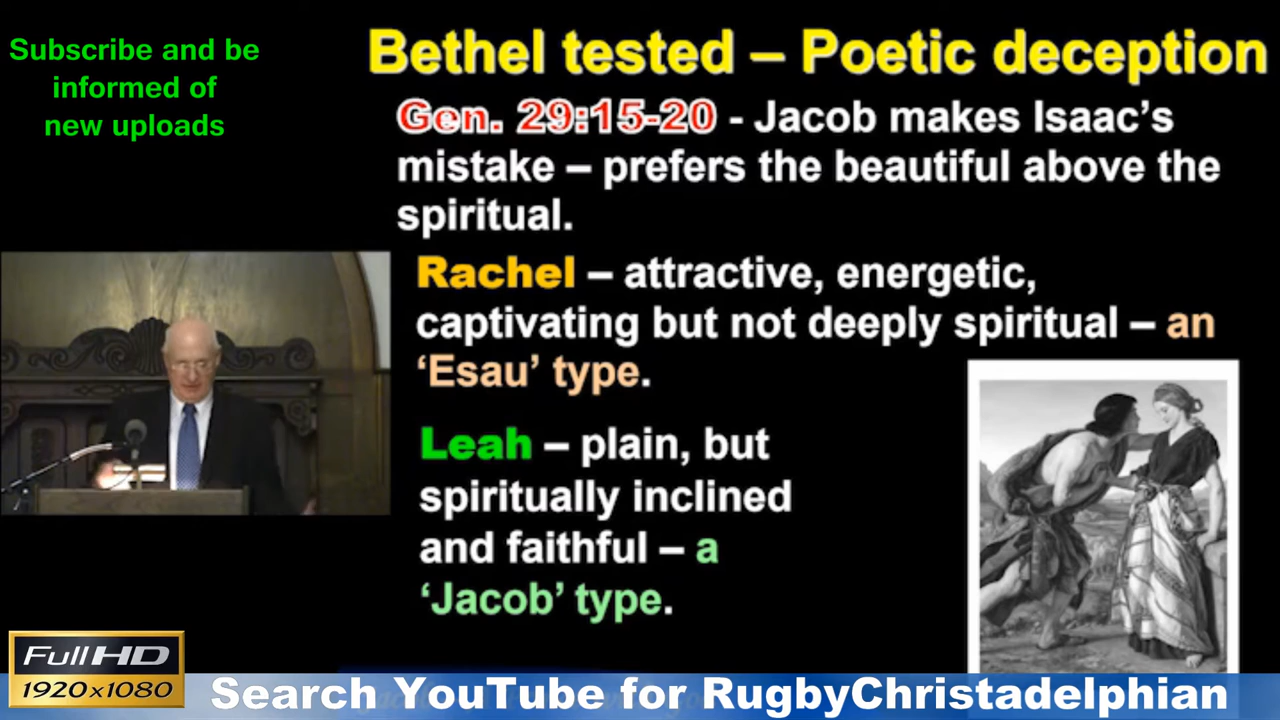 Subscribe and be
informed of
new uploads
Bethel tested – Poetic deception
Gen. 29:15-20 - Jacob makes Isaac's
mistake – prefers the beautiful above the
spiritual.
Rachel – attractive, energetic,
captivating but not deeply spiritual – an
‘Esau’ type.
Leah – plain, but
spiritually inclined
and faithful – a
‘Jacob’ type.
Full HD
1920x1080
Search YouTube for RugbyChristadelphian